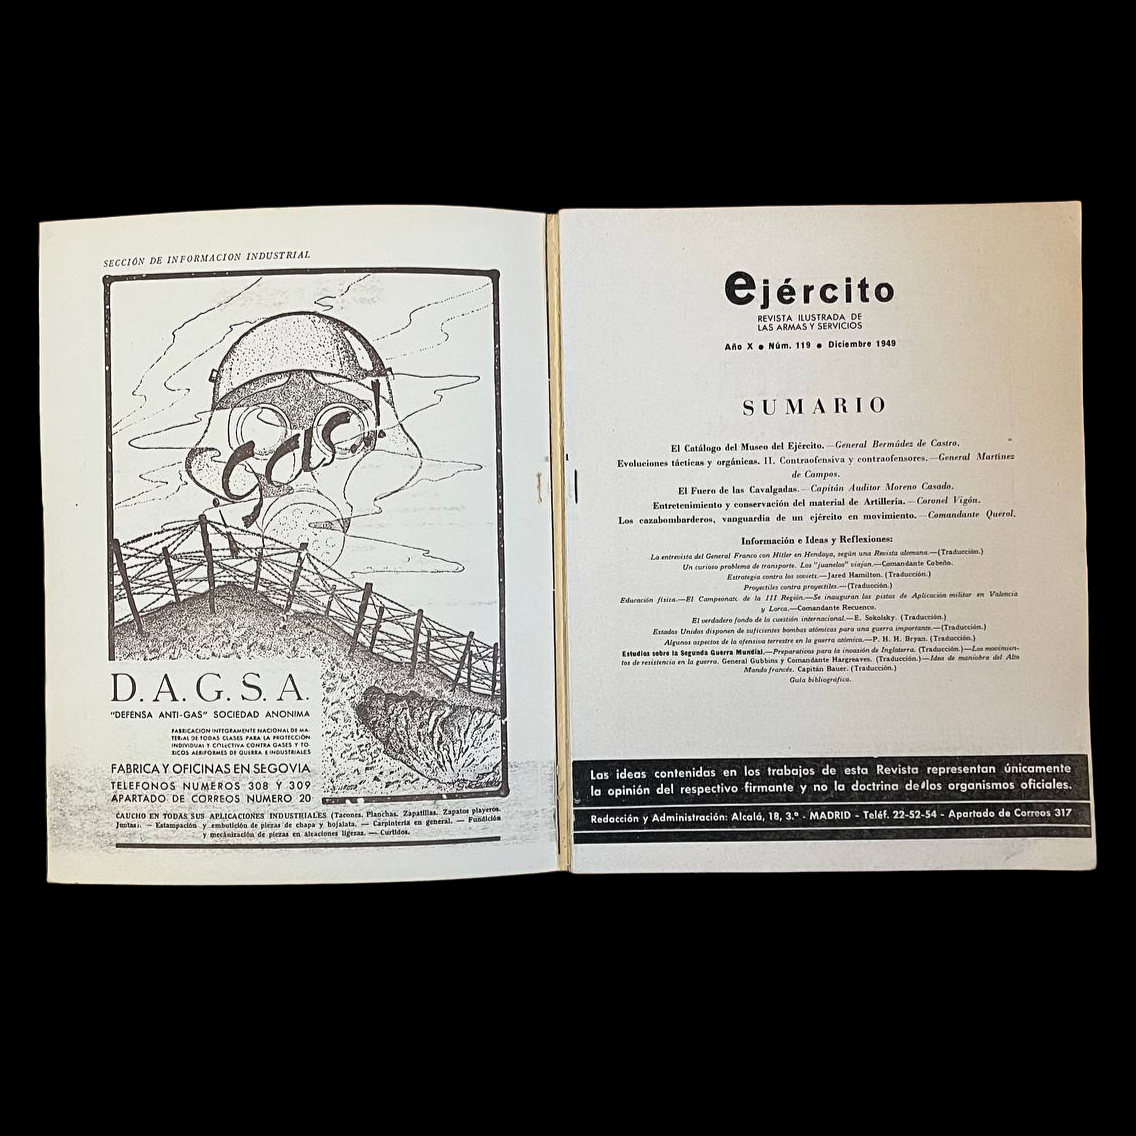 SECCIÓN DE INFORMACION INDUSTRIAL
¡Gas..!
D. A. G. S. A.
"DEFENSA ANTI-GAS" SOCIEDAD ANONIMA
FABRICACION INTEGRAMENTE NACIONAL DE MA-
TERIAL DE TODAS CLASES PARA LA PROTECCIÓN
INDIVIDUAL Y COLECTIVA CONTRA GASES Y TO-
XICOS AERIFORMES DE GUERRA E INDUSTRIALES
FABRICA Y OFICINAS EN SEGOVIA
TELEFONOS NUMEROS 308 Y 309
APARTADO DE CORREOS NUMERO 20
CAUCHO EN TODAS SUS APLICACIONES INDUSTRIALES (Tacones. Planchas. Zapatillas. Zapatos playeros.
Juntas). — Estampación y embutición de piezas de chapa y hojalata. — Carpintería en general. — Fundición
y mecánización de piezas en aleaciones ligeras. — Curtidos.
ejército
REVISTA ILUSTRADA DE
LAS ARMAS Y SERVICIOS
Año X ● Núm. 119 ● Diciembre 1949
SUMARIO
El Catálogo del Museo del Ejército.—General Bermúdez de Castro.
Evoluciones tácticas y orgánicas. II. Contraofensiva y contraofensores.—General Martínez
de Campos.
El Fuero de las Cavalgadas.—Capitán Auditor Moreno Casado.
Entretenimiento y conservación del material de Artillería.—Coronel Vigón.
Los cazabombarderos, vanguardia de un ejército en movimiento.—Comandante Querol.
Información e Ideas y Reflexiones:
La entrevista del General Franco con Hitler en Hendaya, según una Revista alemana.—(Traducción.)
Un curioso problema de transporte. Los "juanelos" viajan.—Comandante Cobeño.
Estrategia contra los soviets.—Jared Hamilton. (Traducción.)
Proyectiles contra proyectiles.—(Traducción.)
Educación física.—El Campeonato de la III Región.—Se inauguran las pistas de Aplicación militar en Valencia
y Lorca.—Comandante Recuenco.
El verdadero fondo de la cuestión internacional.—E. Sokolsky. (Traducción.)
Estados Unidos disponen de suficientes bombas atómicas para una guerra importante.—(Traducción.)
Algunos aspectos de la ofensiva terrestre en la guerra atómica.—P. H. H. Bryan. (Traducción.)
Estudios sobre la Segunda Guerra Mundial.—Preparativos para la invasión de Inglaterra. (Traducción.)—Los movimien-
tos de resistencia en la guerra. General Gubbins y Comandante Hargreaves. (Traducción.)—Idea de maniobra del Alto
Mando francés. Capitán Bauer. (Traducción.)
Guía bibliográfica.
Las ideas contenidas en los trabajos de esta Revista representan únicamente
la opinión del respectivo firmante y no la doctrina de los organismos oficiales.
Redacción y Administración: Alcalá, 18, 3.º - MADRID - Teléf. 22-52-54 - Apartado de Correos 317